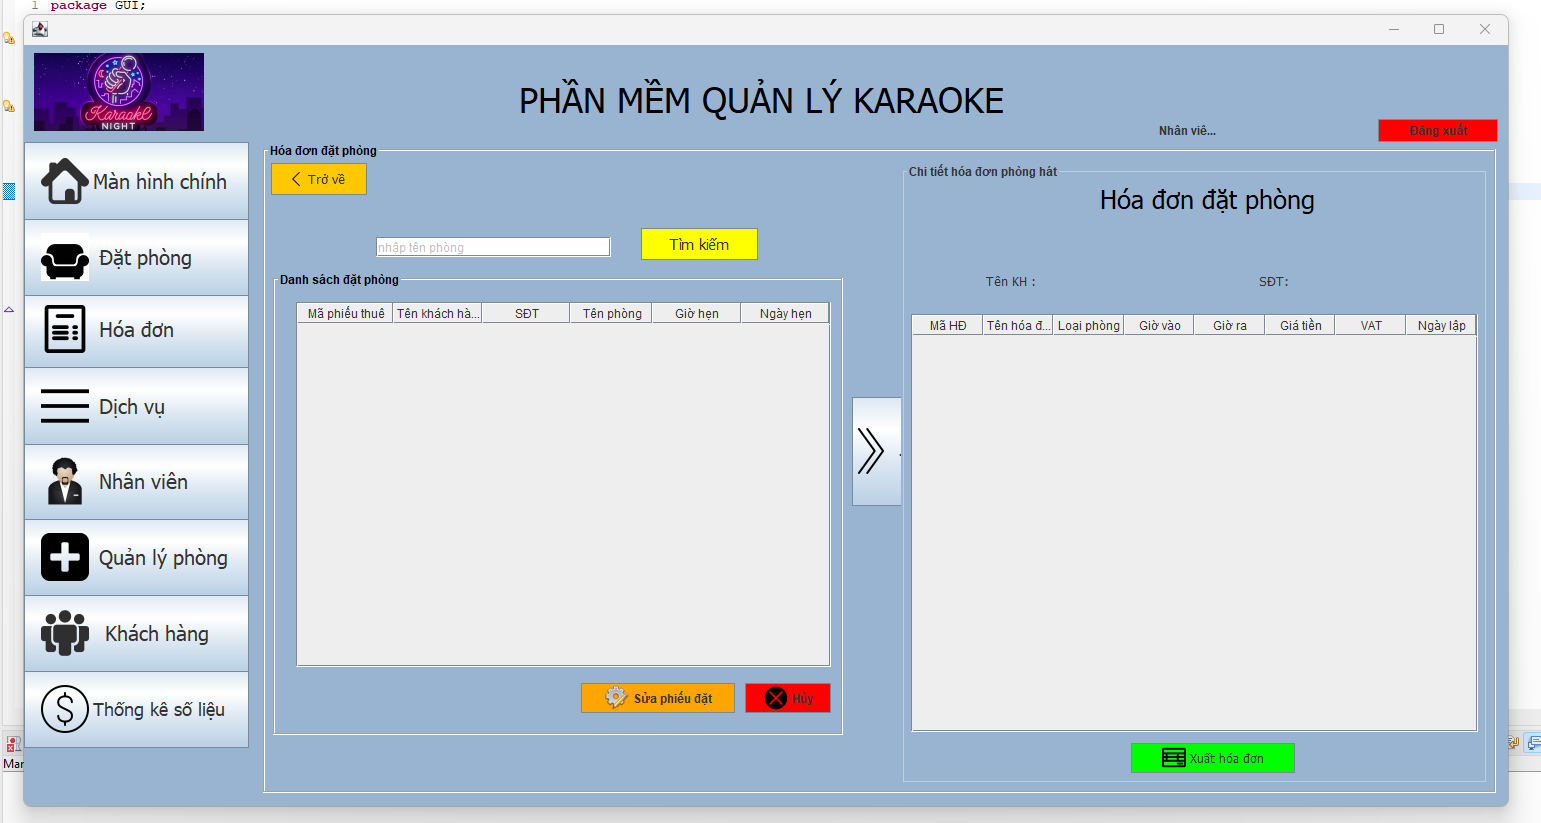 1 package GUI;
Karaoke
NIGHT
PHẦN MỀM QUẢN LÝ KARAOKE
Nhân viê...
Đăng xuất
Màn hình chính
Đặt phòng
Hóa đơn
Dịch vụ
Nhân viên
Quản lý phòng
Khách hàng
Thống kê số liệu
Hóa đơn đặt phòng
Trở về
nhập tên phòng
Tìm kiếm
Danh sách đặt phòng
Mã phiếu thuê Tên khách hà... SĐT Tên phòng Giờ hẹn Ngày hẹn
Sửa phiếu đặt
Hủy
Chi tiết hóa đơn phòng hát
Hóa đơn đặt phòng
Tên KH :
SĐT:
Mã HĐ Tên hóa đ... Loại phòng Giờ vào Giờ ra Giá tiền VAT Ngày lập
Xuất hóa đơn
Mar